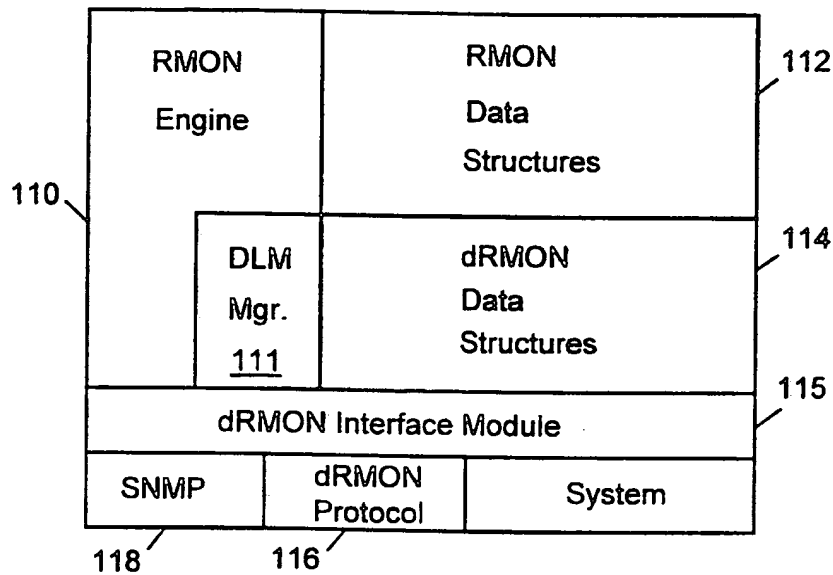 RMON
Engine
RMON
Data
Structures
112
110
DLM
Mgr.
111
dRMON
Data
Structures
114
dRMON Interface Module
115
SNMP
dRMON
Protocol
System
118
116